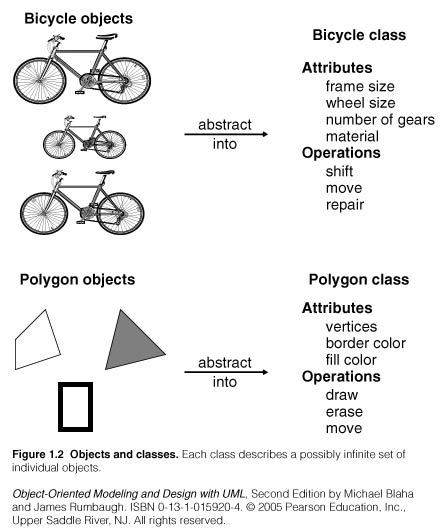 Bicycle objects
Bicycle class
Attributes
frame size
wheel size
number of gears
material
Operations
shift
move
repair
abstract
into
Polygon objects
Polygon class
Attributes
vertices
border color
fill color
Operations
draw
erase
move
abstract
into
Figure 1.2 Objects and classes. Each class describes a possibly infinite set of
individual objects.
Object-Oriented Modeling and Design with UML, Second Edition by Michael Blaha
and James Rumbaugh. ISBN 0-13-1-015920-4. © 2005 Pearson Education, Inc.,
Upper Saddle River, NJ. All rights reserved.